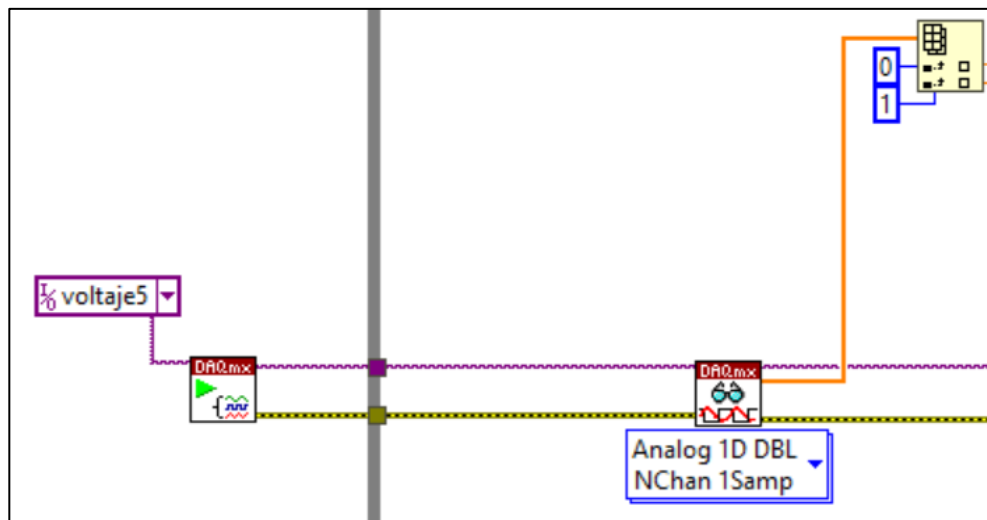 0
1
I/O voltaje5
DAQmx
DAQmx
Analog 1D DBL
NChan 1Samp